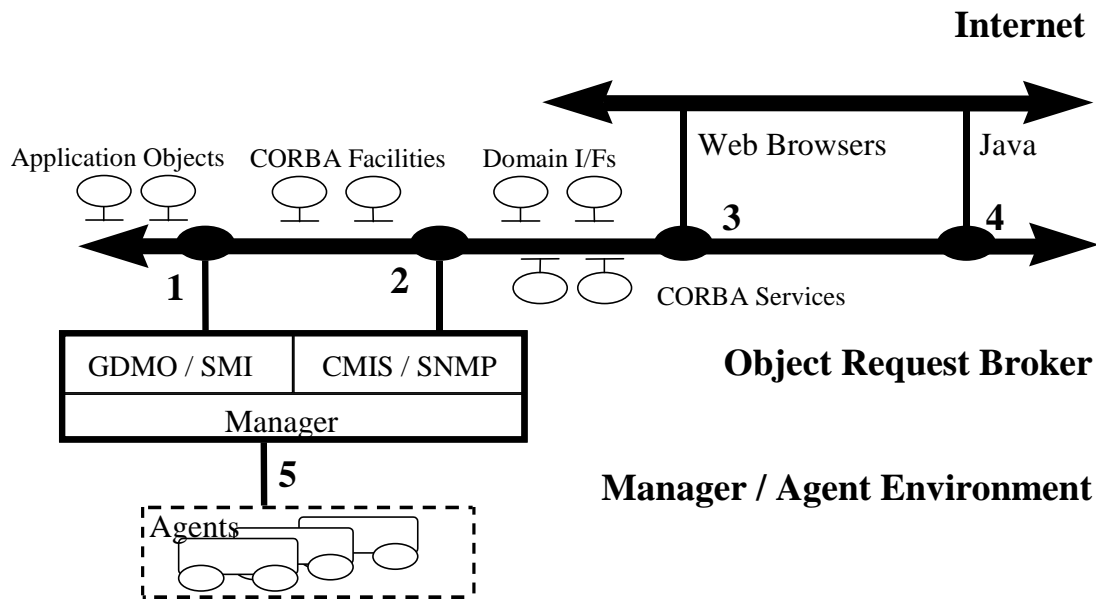 Internet
Web Browsers
Java
Application Objects
CORBA Facilities
Domain I/Fs
3
4
1
2
CORBA Services
GDMO / SMI
CMIS / SNMP
Object Request Broker
Manager
5
Manager / Agent Environment
Agents